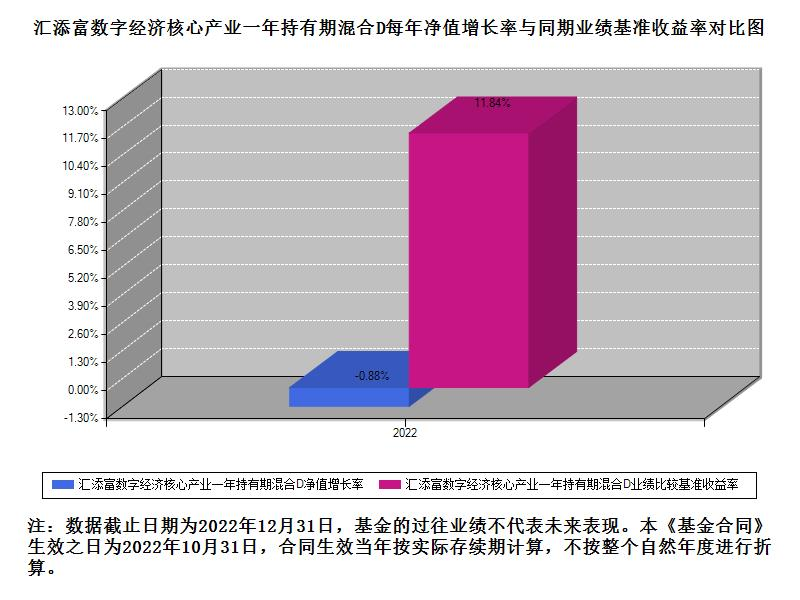 汇添富数字经济核心产业一年持有期混合D每年净值增长率与同期业绩基准收益率对比图
13.00%
11.70%
10.40%
9.10%
7.80%
6.50%
5.20%
3.90%
2.60%
1.30%
0.00%
-1.30%
11.84%
-0.88%
2022
汇添富数字经济核心产业一年持有期混合D净值增长率
汇添富数字经济核心产业一年持有期混合D业绩比较基准收益率
注：数据截止日期为2022年12月31日，基金的过往业绩不代表未来表现。本《基金合同》
生效之日为2022年10月31日，合同生效当年按实际存续期计算，不按整个自然年度进行折
算。